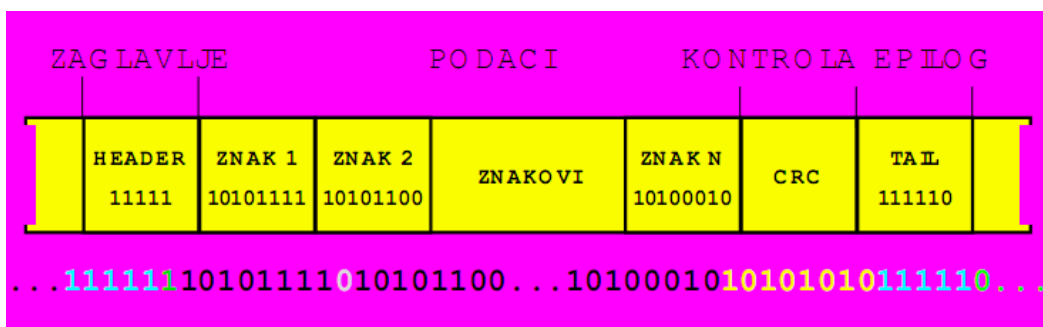 ZAGLAVLJE PODACI KONTROLA EPILOG
HEADER ZNAK 1 ZNAK 2 ZNAKOVI ZNAK N CRC TAIL
11111 10101111 10101100 10100010 111110
...11111110101111010101100...1010001010101010111110...